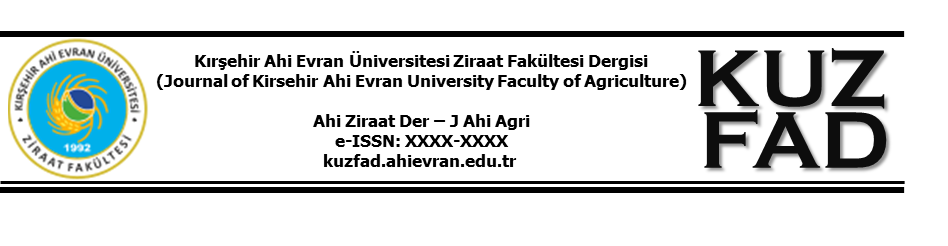 KIRŞEHİR AHİ EVRAN ÜNİVERSİTESİ
1992
ZİRAAT FAKÜLTESİ
Kırşehir Ahi Evran Üniversitesi Ziraat Fakültesi Dergisi
(Journal of Kirsehir Ahi Evran University Faculty of Agriculture)
Ahi Ziraat Der – J Ahi Agri
e-ISSN: XXXX-XXXX
kuzfad.ahievran.edu.tr
KUZ
FAD